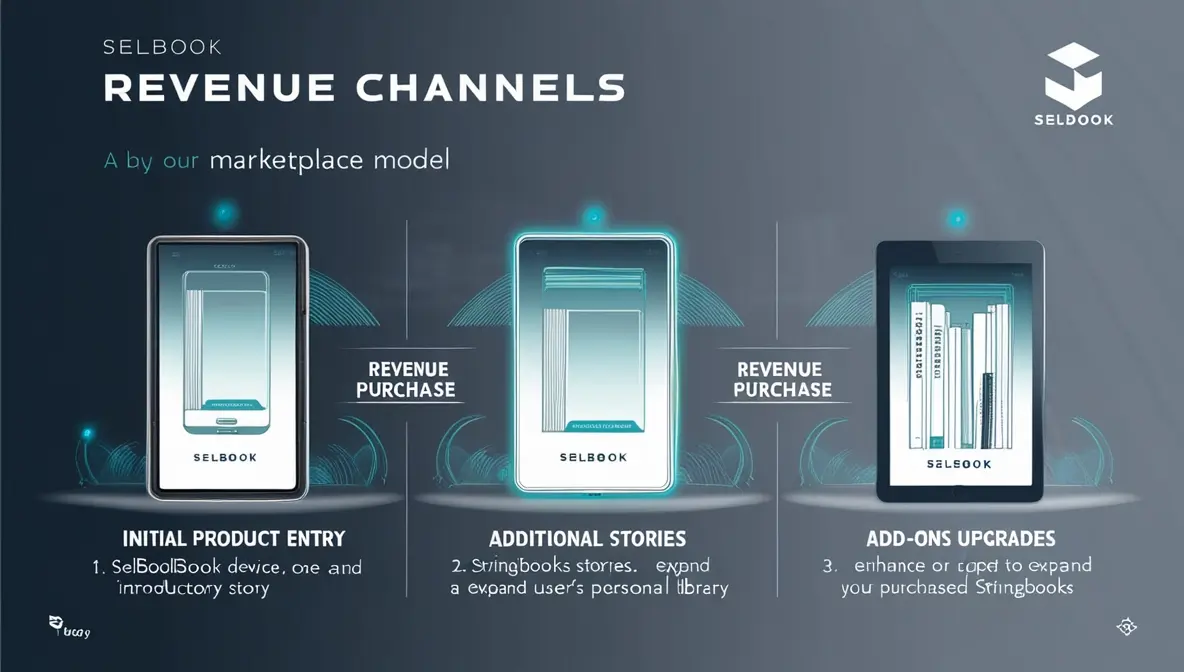 SELBOOK
REVENUE CHANNELS
SELDOOK
A by our marketplace model
REVENUE
PURCHASE
REVENUE
PURCHASE
SELBOOK
SELBOOK
SELBOOK
INITIAL PRODUCT ENTRY
1. SelBoolBook device, one and
introductory story
ADDITIONAL STORIES
2. Stringbooks stories. expand
a expand user's personal library
ADD-ONS UPGRADES
3. enhance or to expand
you purchased Stringbooks